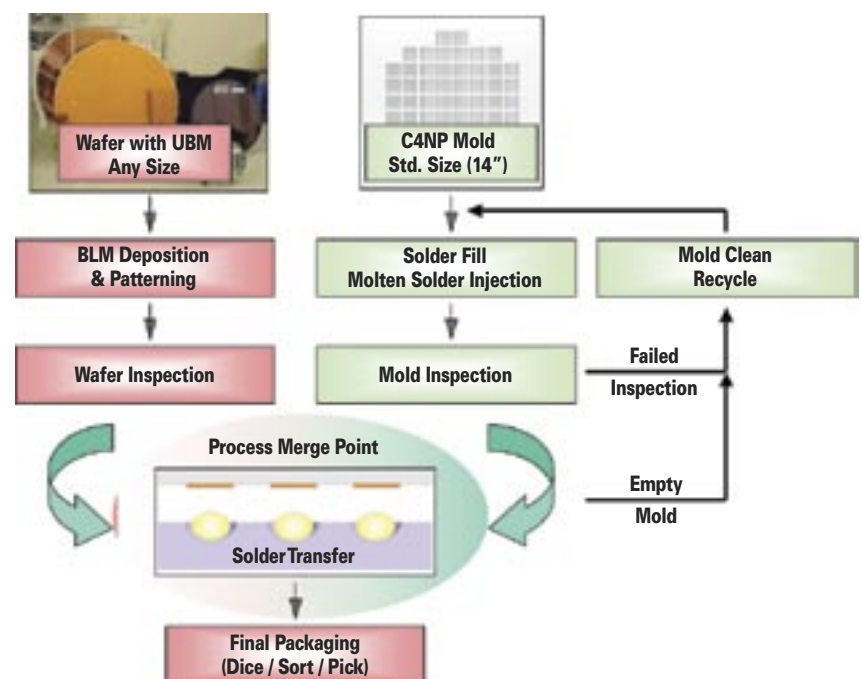 Wafer with UBM
Any Size
C4NP Mold
Std. Size (14”)
BLM Deposition
& Patterning
Solder Fill
Molten Solder Injection
Mold Clean
Recycle
Wafer Inspection
Mold Inspection
Failed
Inspection
Process Merge Point
Empty
Mold
Solder Transfer
Final Packaging
(Dice / Sort / Pick)